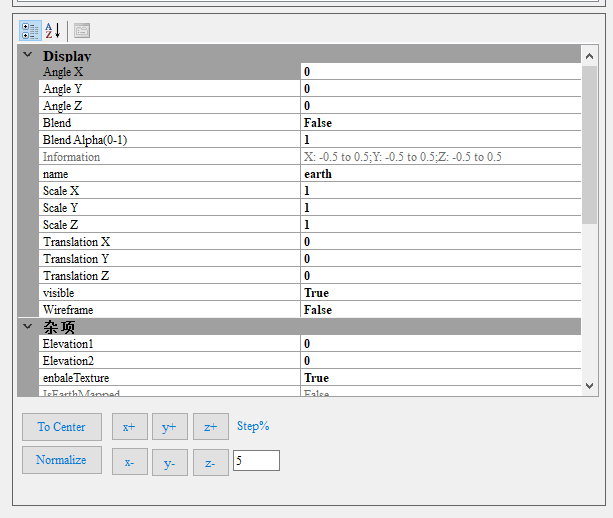 Display
Angle X 0
Angle Y 0
Angle Z 0
Blend False
Blend Alpha(0-1) 1
Information X: -0.5 to 0.5;Y: -0.5 to 0.5;Z: -0.5 to 0.5
name earth
Scale X 1
Scale Y 1
Scale Z 1
Translation X 0
Translation Y 0
Translation Z 0
visible True
Wireframe False
杂项
Elevation1 0
Elevation2 0
enbaleTexture True
IsEarthMapped False
To Center x+ y+ z+ Step%
Normalize x- y- z- 5